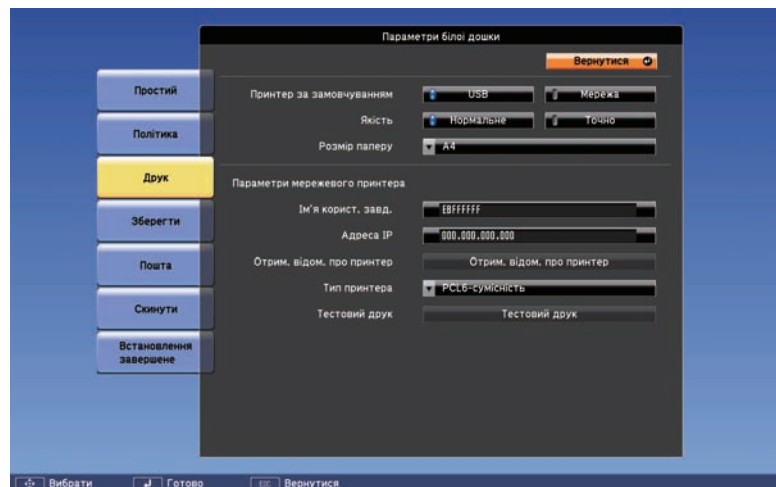 Параметри білої дошки
Вернутися
Простий
Політика
Друк
Зберегти
Пошта
Скинути
Встановлення
завершене
Принтер за замовчуванням USB Мережа
Якість Нормальне Точно
Розмір паперу A4
Параметри мережевого принтера
Ім'я корист. завд. EBFFFFFF
Адреса IP 000.000.000.000
Отрим. відом. про принтер Отрим. відом. про принтер
Тип принтера PCL6-сумісність
Тестовий друк Тестовий друк
Вибрати Готово ESC Вернутися